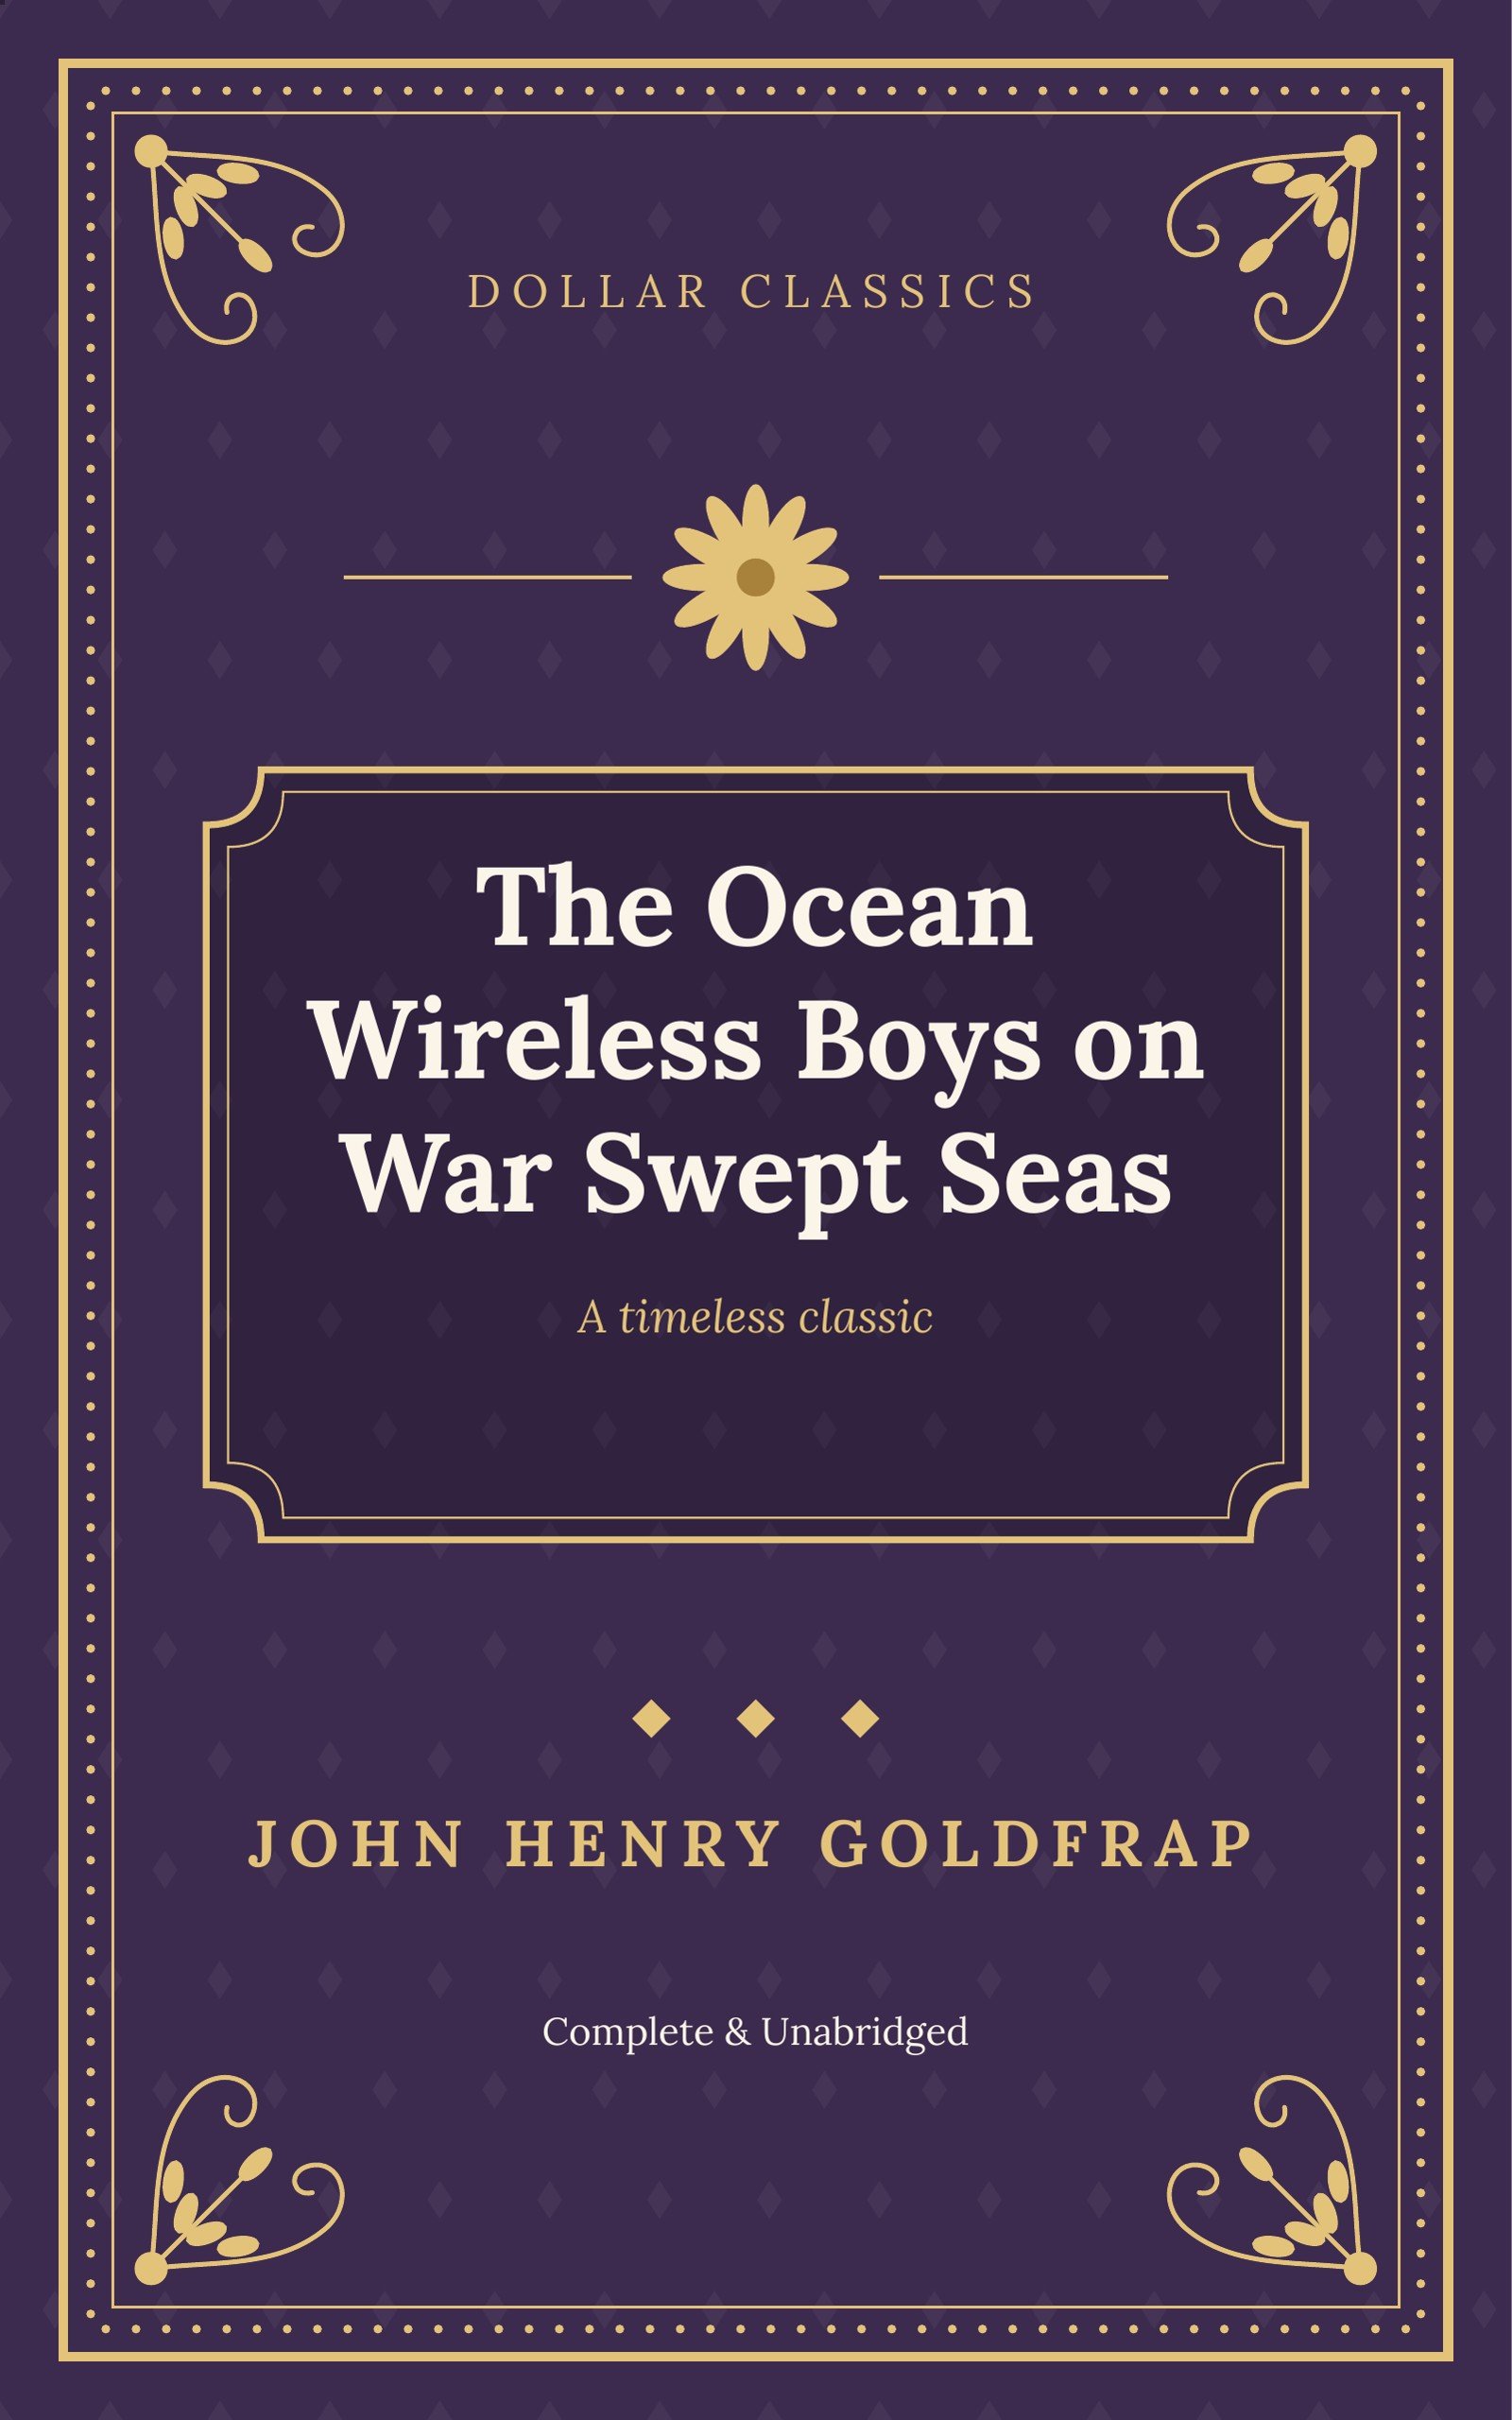 DOLLAR CLASSICS
The Ocean
Wireless Boys on
War Swept Seas
A timeless classic
JOHN HENRY GOLDFRAP
Complete & Unabridged